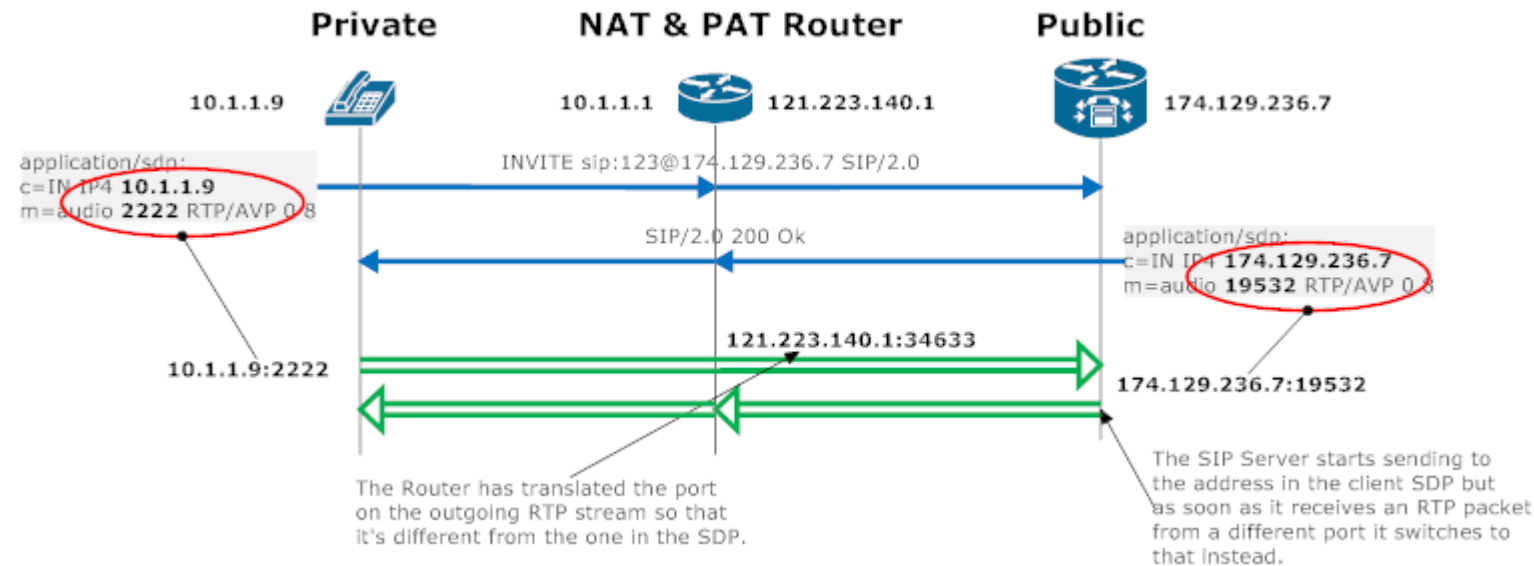 Private
NAT & PAT Router
Public
10.1.1.9
10.1.1.1
121.223.140.1
174.129.236.7
application/sdp:
c=IN IP4 10.1.1.9
m=audio 2222 RTP/AVP 0 8
INVITE sip:123@174.129.236.7 SIP/2.0
SIP/2.0 200 Ok
application/sdp:
c=IN IP4 174.129.236.7
m=audio 19532 RTP/AVP 0 8
121.223.140.1:34633
10.1.1.9:2222
174.129.236.7:19532
The Router has translated the port
on the outgoing RTP stream so that
it's different from the one in the SDP.
The SIP Server starts sending to
the address in the client SDP but
as soon as it receives an RTP packet
from a different port it switches to
that instead.